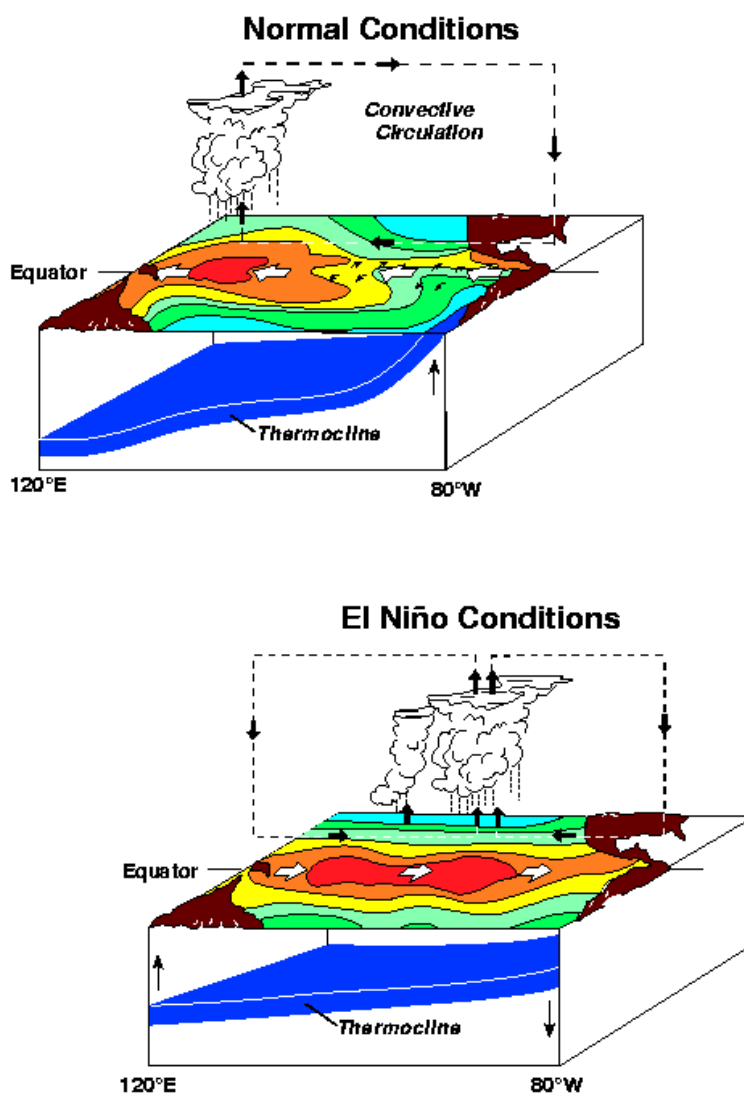 Normal Conditions
Convective
Circulation
Equator
Thermocline
120°E
80°W
El Niño Conditions
Equator
Thermocline
120°E
80°W